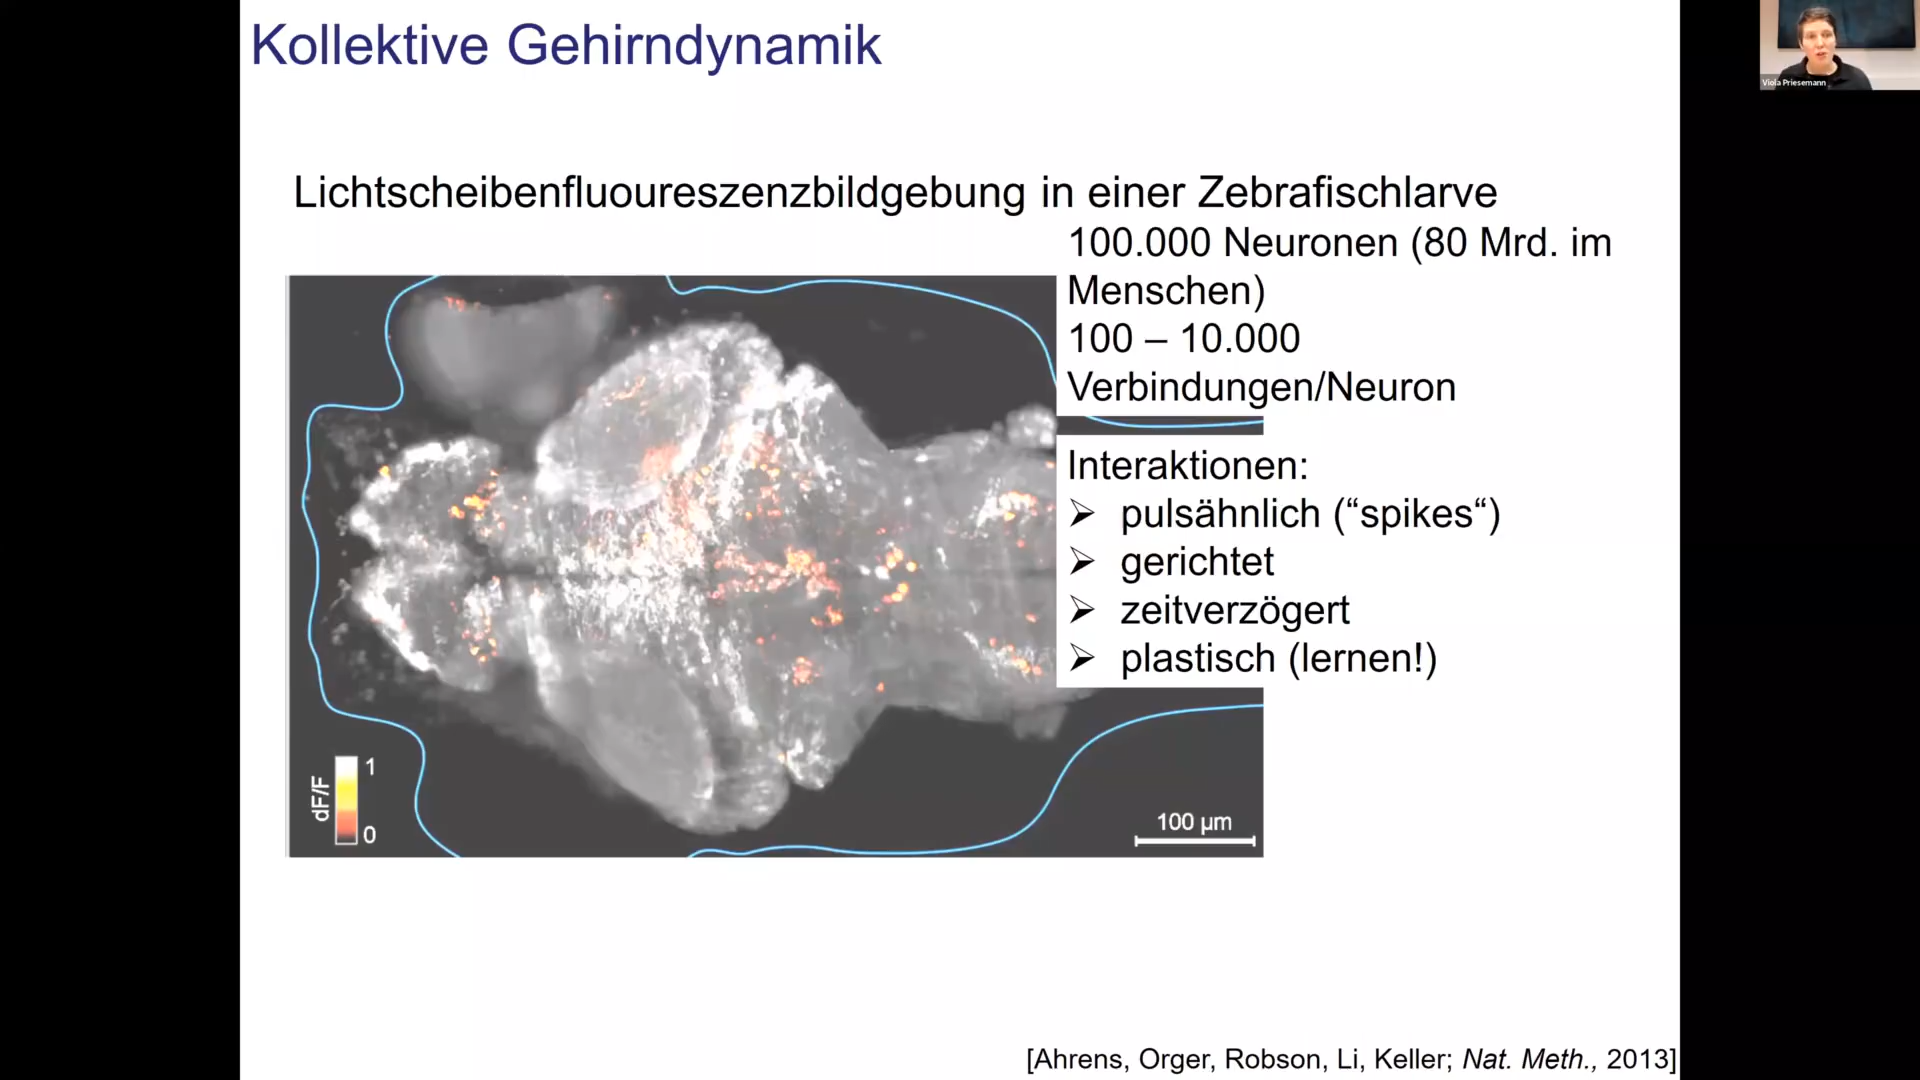 Kollektive Gehirndynamik
Viola Priesemann
Lichtscheibenfluoureszenzbildgebung in einer Zebrafischlarve
100.000 Neuronen (80 Mrd. im
Menschen)
100 – 10.000
Verbindungen/Neuron
Interaktionen:
➢ pulsähnlich (“spikes“)
➢ gerichtet
➢ zeitverzögert
➢ plastisch (lernen!)
dF/F
1
0
100 µm
[Ahrens, Orger, Robson, Li, Keller; Nat. Meth., 2013]